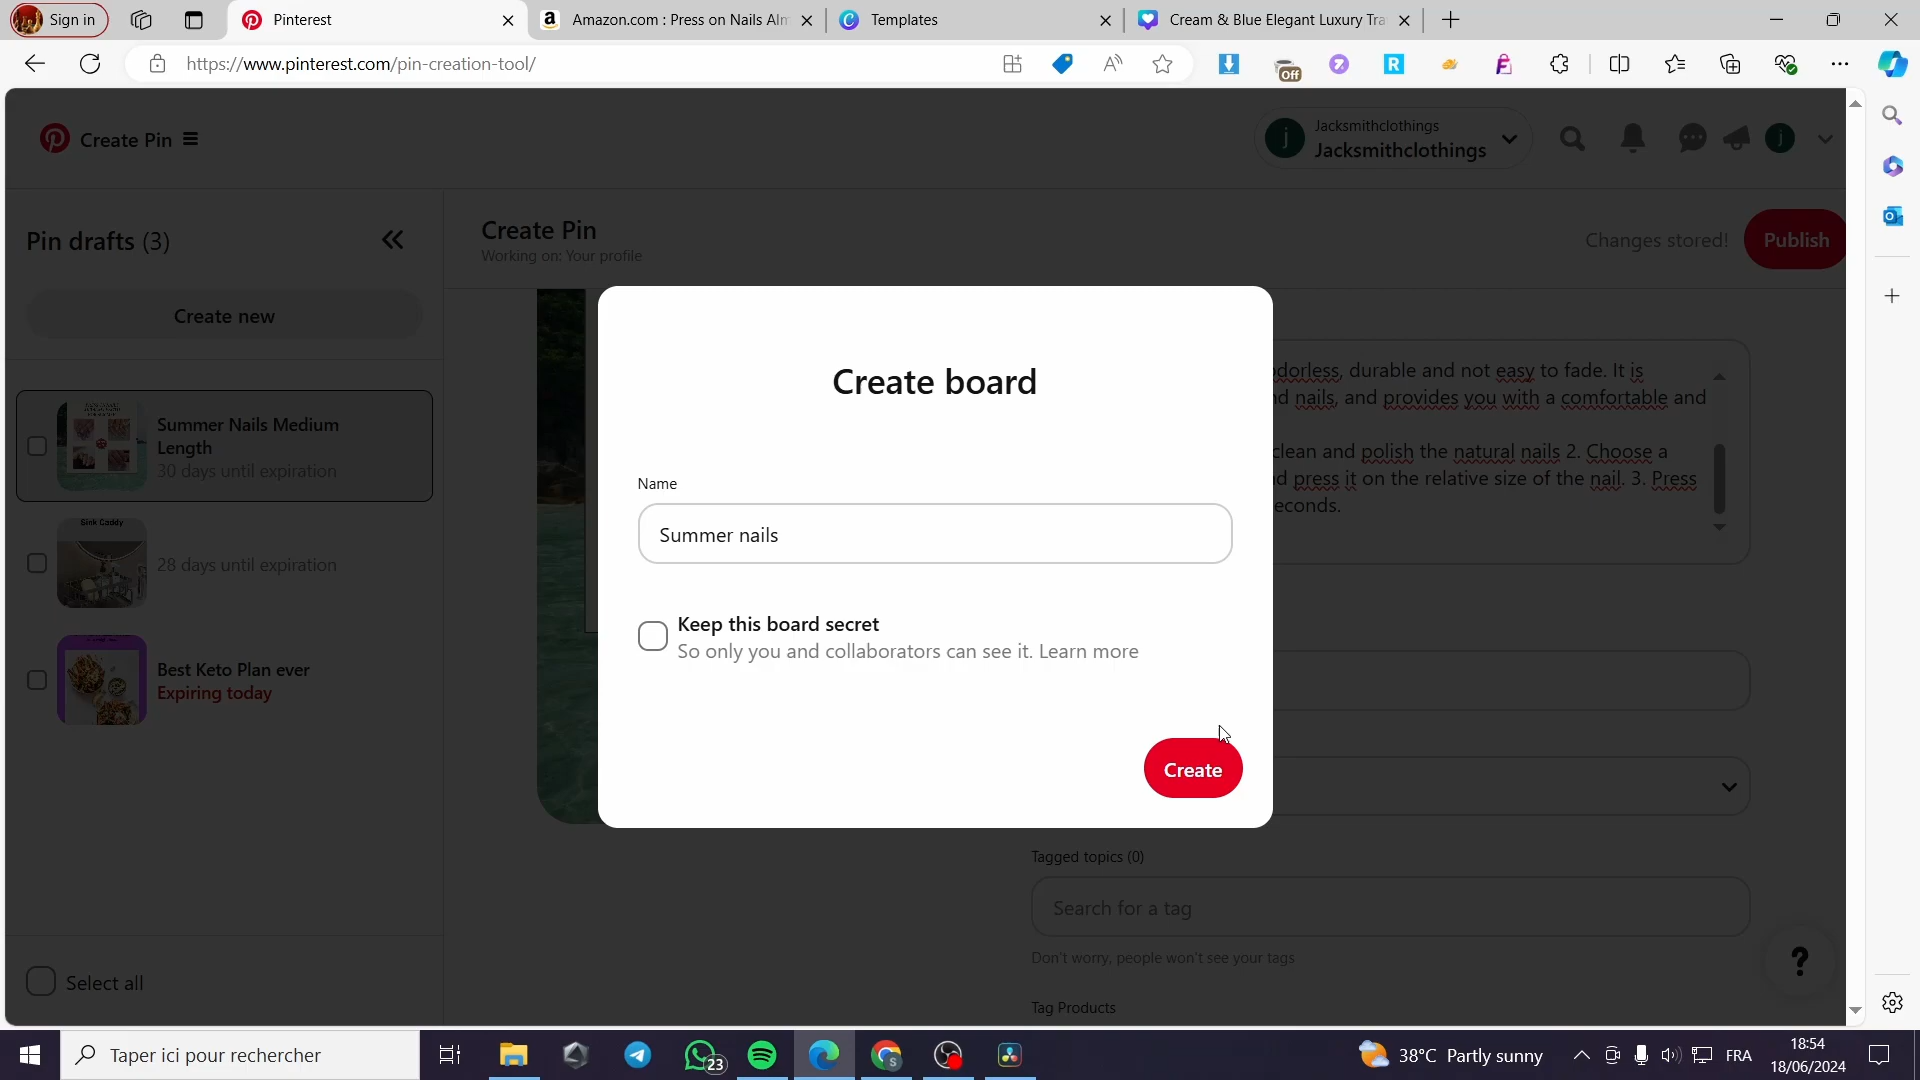 Sign in
Pinterest
Amazon.com : Press on Nails Alm
Templates
Cream & Blue Elegant Luxury Tra
https://www.pinterest.com/pin-creation-tool/
Off
Create Pin
j
Jacksmithclothings
Jacksmithclothings
j
Pin drafts (3)
Create Pin
Working on: Your profile
Changes stored!
Publish
Create new
Summer Nails Medium
Length
30 days until expiration
Sink Caddy
28 days until expiration
Best Keto Plan ever
Expiring today
Select all
odorless, durable and not easy to fade. It is
nd nails, and provides you with a comfortable and
clean and polish the natural nails 2. Choose a
nd press it on the relative size of the nail. 3. Press
econds.
Create board
Name
Summer nails
Keep this board secret
So only you and collaborators can see it. Learn more
Create
Tagged topics (0)
Search for a tag
Don't worry, people won't see your tags
Tag Products
?
Taper ici pour rechercher
23
38°C Partly sunny
FRA
18:54
18/06/2024